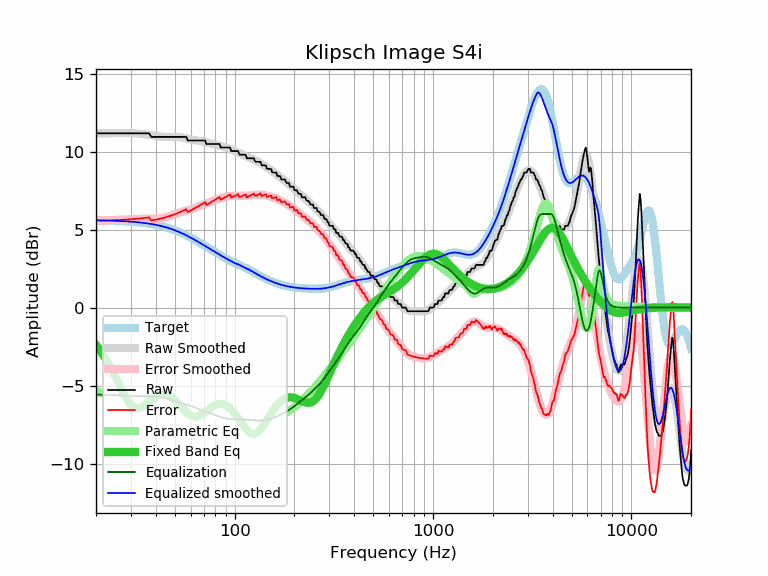 Klipsch Image S4i
15
10
5
0
−5
−10
Amplitude (dBr)
Target
Raw Smoothed
Error Smoothed
Raw
Error
Parametric Eq
Fixed Band Eq
Equalization
Equalized smoothed
100
1000
10000
Frequency (Hz)